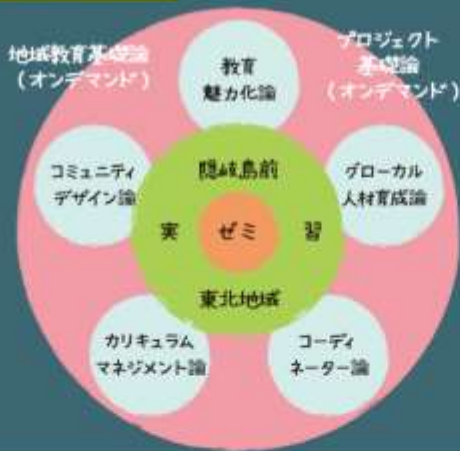 地域教育基礎論
(オンデマンド)
プロジェクト
基礎論
(オンデマンド)
教育
魅力化論
コミュニティ
デザイン論
グローカル
人材育成論
隠岐島前
実
ゼミ
習
東北地域
カリキュラム
マネジメント論
コーディ
ネーター論